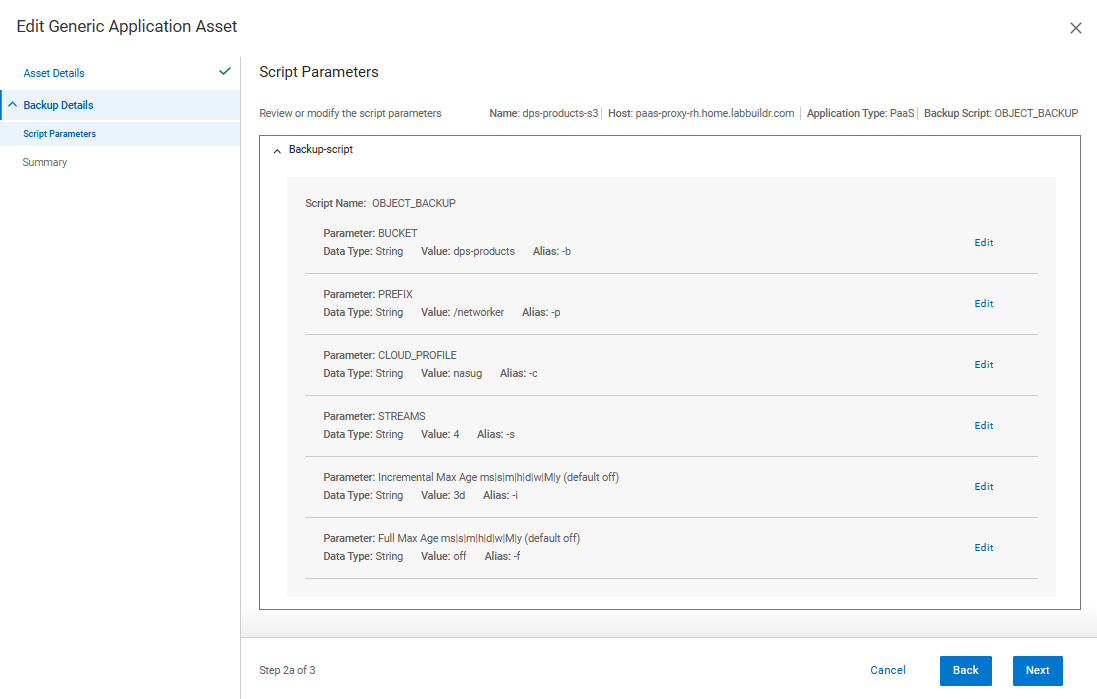 Edit Generic Application Asset
Asset Details
Backup Details
Script Parameters
Summary
Script Parameters
Review or modify the script parameters
Name: dps-products-s3 | Host: paas-proxy-rh.home.labbuildr.com | Application Type: PaaS | Backup Script: OBJECT_BACKUP
Backup-script
Script Name: OBJECT_BACKUP
Parameter: BUCKET
Data Type: String Value: dps-products Alias: -b
Edit
Parameter: PREFIX
Data Type: String Value: /networker Alias: -p
Edit
Parameter: CLOUD_PROFILE
Data Type: String Value: nasug Alias: -c
Edit
Parameter: STREAMS
Data Type: String Value: 4 Alias: -s
Edit
Parameter: Incremental Max Age ms|s|m|h|d|w|M|y (default off)
Data Type: String Value: 3d Alias: -i
Edit
Parameter: Full Max Age ms|s|m|h|d|w|M|y (default off)
Data Type: String Value: off Alias: -f
Edit
Step 2a of 3
Cancel
Back
Next